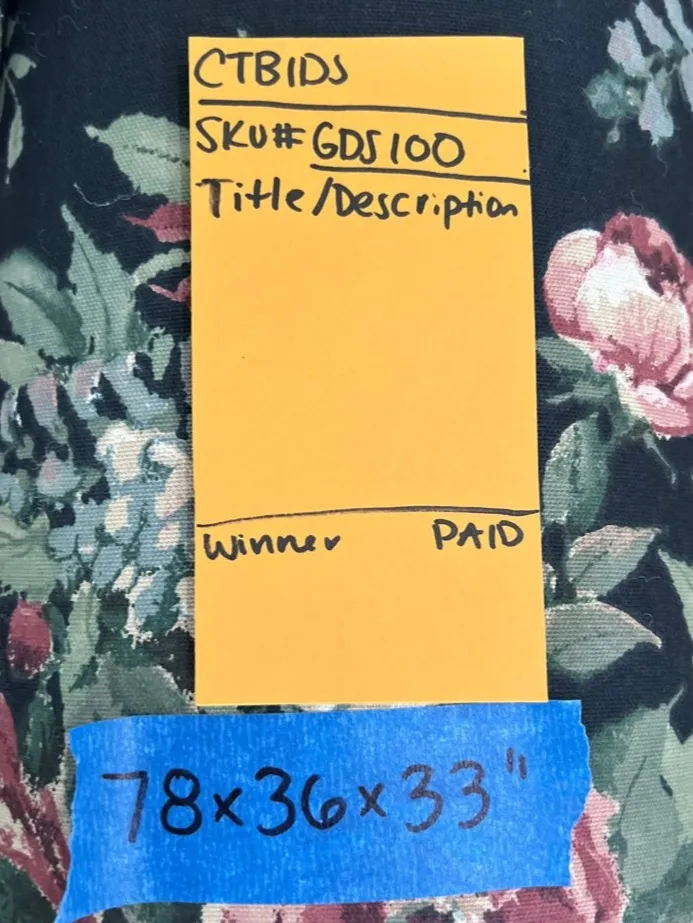 CTBIDS
SKU# GDS100
Title/Description
Winner PAID
78x36x33"